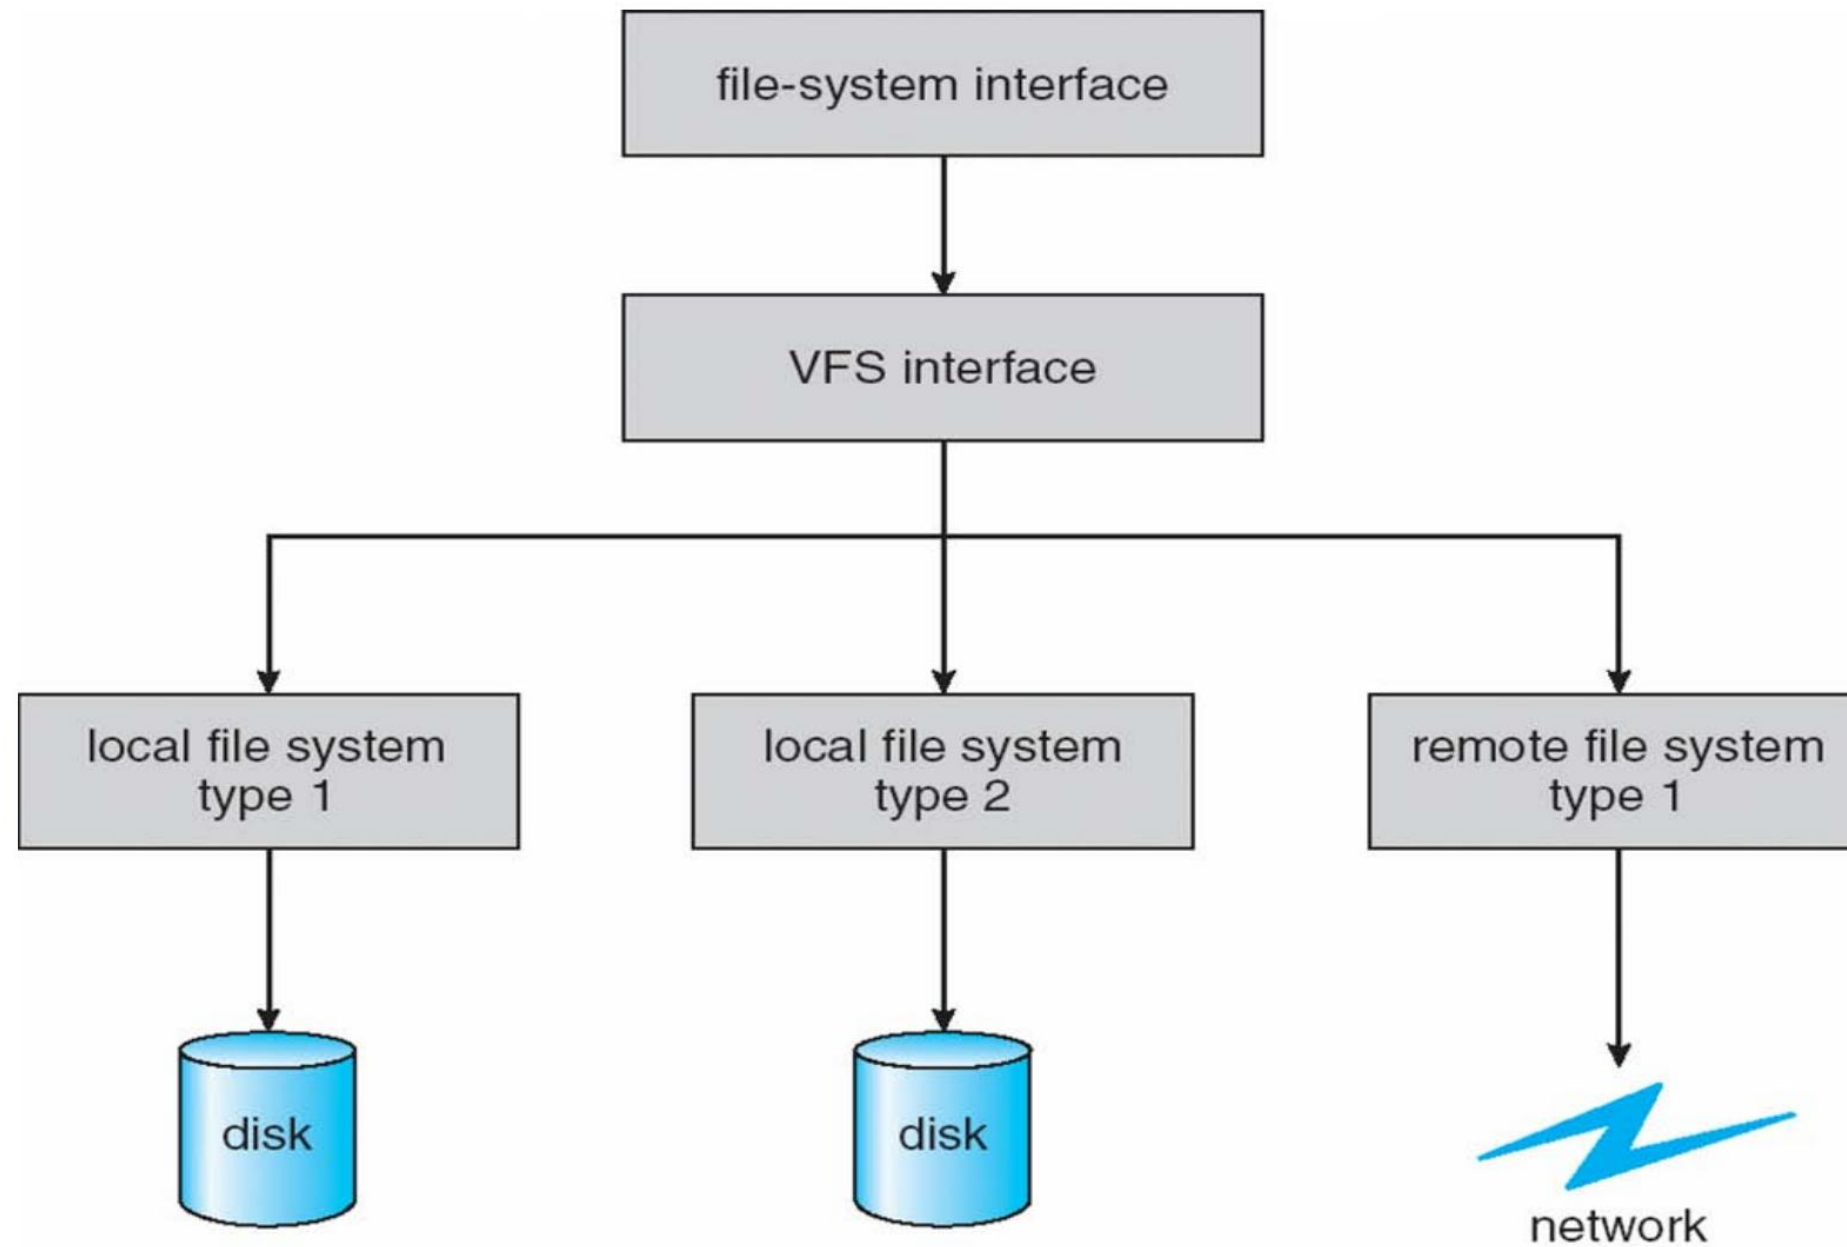 file-system interface
VFS interface
local file system
type 1
local file system
type 2
remote file system
type 1
disk
disk
network